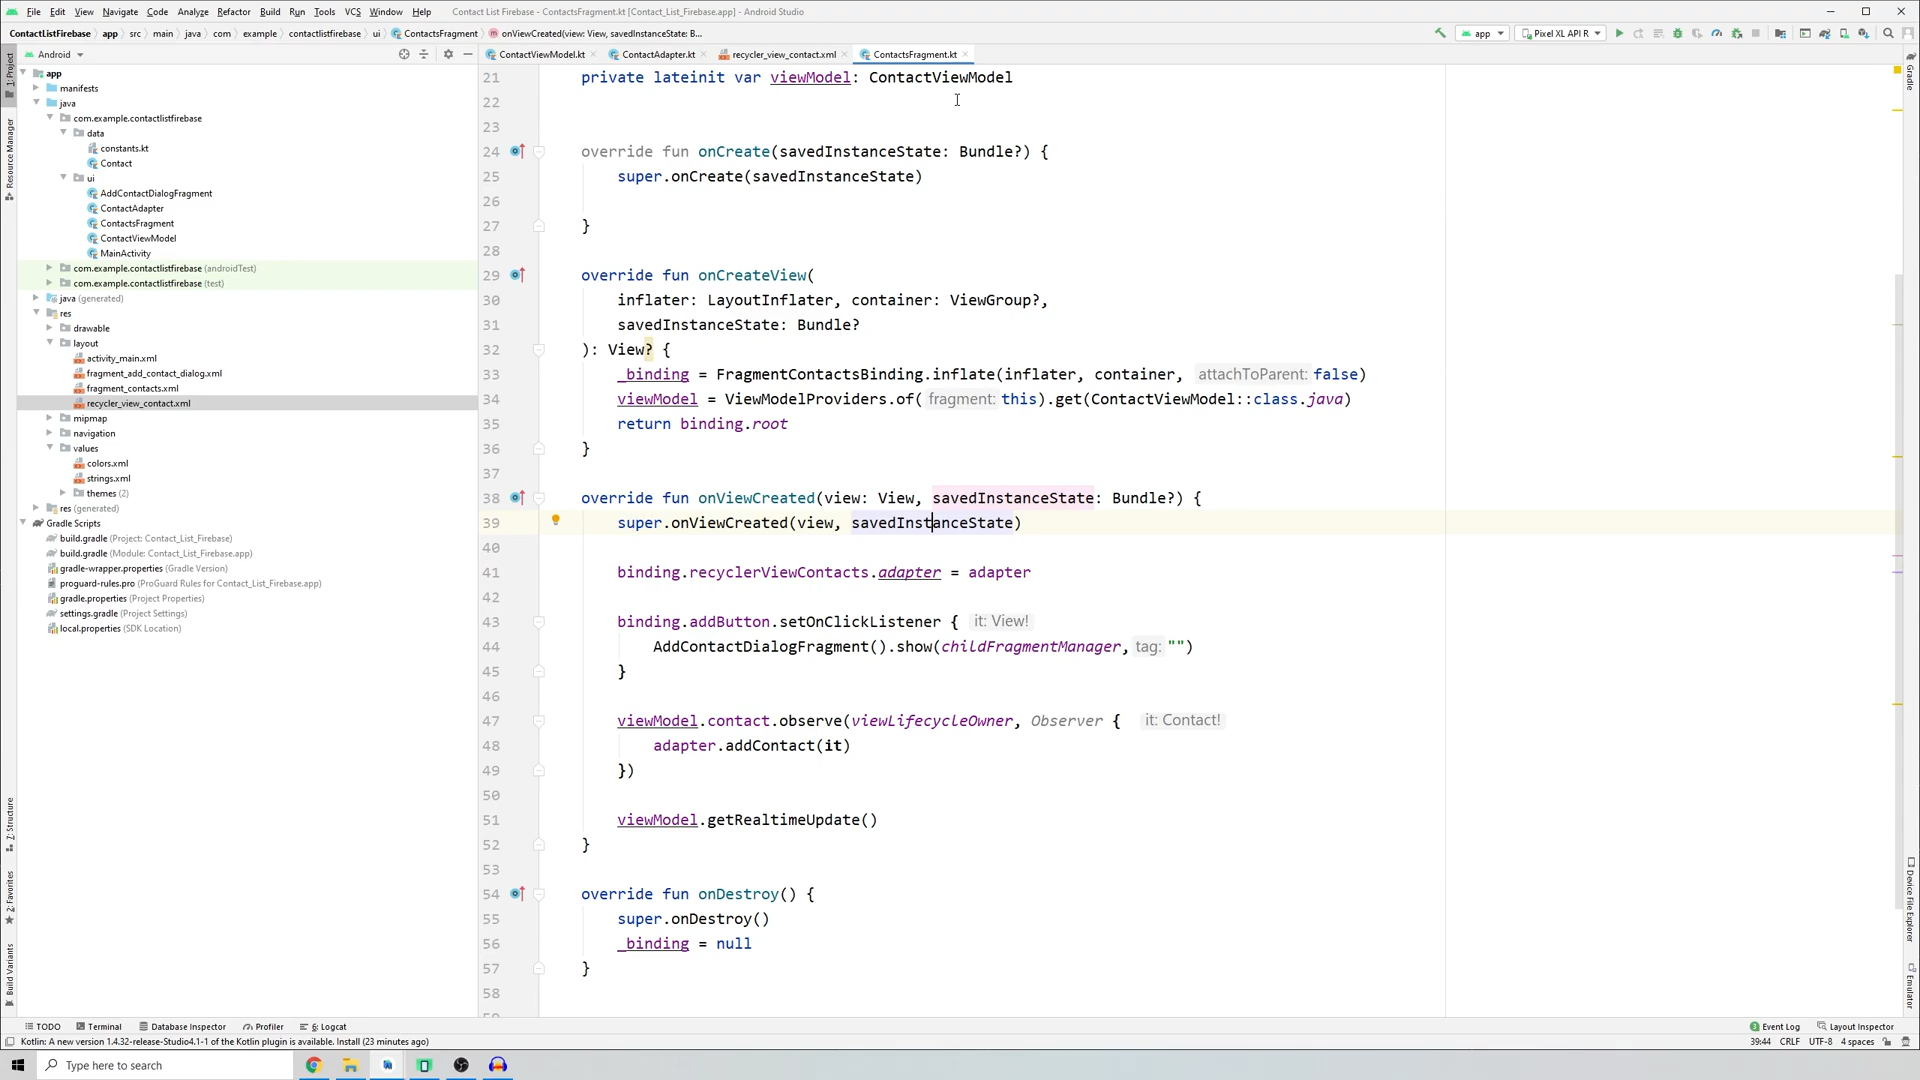 File Edit View Navigate Code Analyze Refactor Build Run Tools VCS Window Help Contact List Firebase - ContactsFragment.kt [Contact_List_Firebase.app] - Android Studio
ContactListFirebase app src main java com example contactlistfirebase ui ContactsFragment onViewCreated(view: View, savedInstanceState: B... app Pixel XL API R
Android ContactViewModel.kt ContactAdapter.kt recycler_view_contact.xml ContactsFragment.kt
1: Project
Resource Manager
Z: Structure
2: Favorites
Build Variants
app
manifests
java
com.example.contactlistfirebase
data
constants.kt
Contact
ui
AddContactDialogFragment
ContactAdapter
ContactsFragment
ContactViewModel
MainActivity
com.example.contactlistfirebase (androidTest)
com.example.contactlistfirebase (test)
java (generated)
res
drawable
layout
activity_main.xml
fragment_add_contact_dialog.xml
fragment_contacts.xml
recycler_view_contact.xml
mipmap
navigation
values
colors.xml
strings.xml
themes (2)
res (generated)
Gradle Scripts
build.gradle (Project: Contact_List_Firebase)
build.gradle (Module: Contact_List_Firebase.app)
gradle-wrapper.properties (Gradle Version)
proguard-rules.pro (ProGuard Rules for Contact_List_Firebase.app)
gradle.properties (Project Properties)
settings.gradle (Project Settings)
local.properties (SDK Location)
21 private lateinit var viewModel: ContactViewModel
22
23
24 override fun onCreate(savedInstanceState: Bundle?) {
25 super.onCreate(savedInstanceState)
26
27 }
28
29 override fun onCreateView(
30 inflater: LayoutInflater, container: ViewGroup?,
31 savedInstanceState: Bundle?
32 ): View? {
33 _binding = FragmentContactsBinding.inflate(inflater, container, attachToParent: false)
34 viewModel = ViewModelProviders.of( fragment: this).get(ContactViewModel::class.java)
35 return binding.root
36 }
37
38 override fun onViewCreated(view: View, savedInstanceState: Bundle?) {
39 super.onViewCreated(view, savedInstanceState)
40
41 binding.recyclerViewContacts.adapter = adapter
42
43 binding.addButton.setOnClickListener { it: View!
44 AddContactDialogFragment().show(childFragmentManager, tag: "")
45 }
46
47 viewModel.contact.observe(viewLifecycleOwner, Observer { it: Contact!
48 adapter.addContact(it)
49 })
50
51 viewModel.getRealtimeUpdate()
52 }
53
54 override fun onDestroy() {
55 super.onDestroy()
56 _binding = null
57 }
58
Gradle
Device File Explorer
Emulator
TODO Terminal Database Inspector Profiler 6: Logcat Event Log Layout Inspector
Kotlin: A new version 1.4.32-release-Studio4.1-1 of the Kotlin plugin is available. Install (23 minutes ago) 39:44 CRLF UTF-8 4 spaces
Type here to search